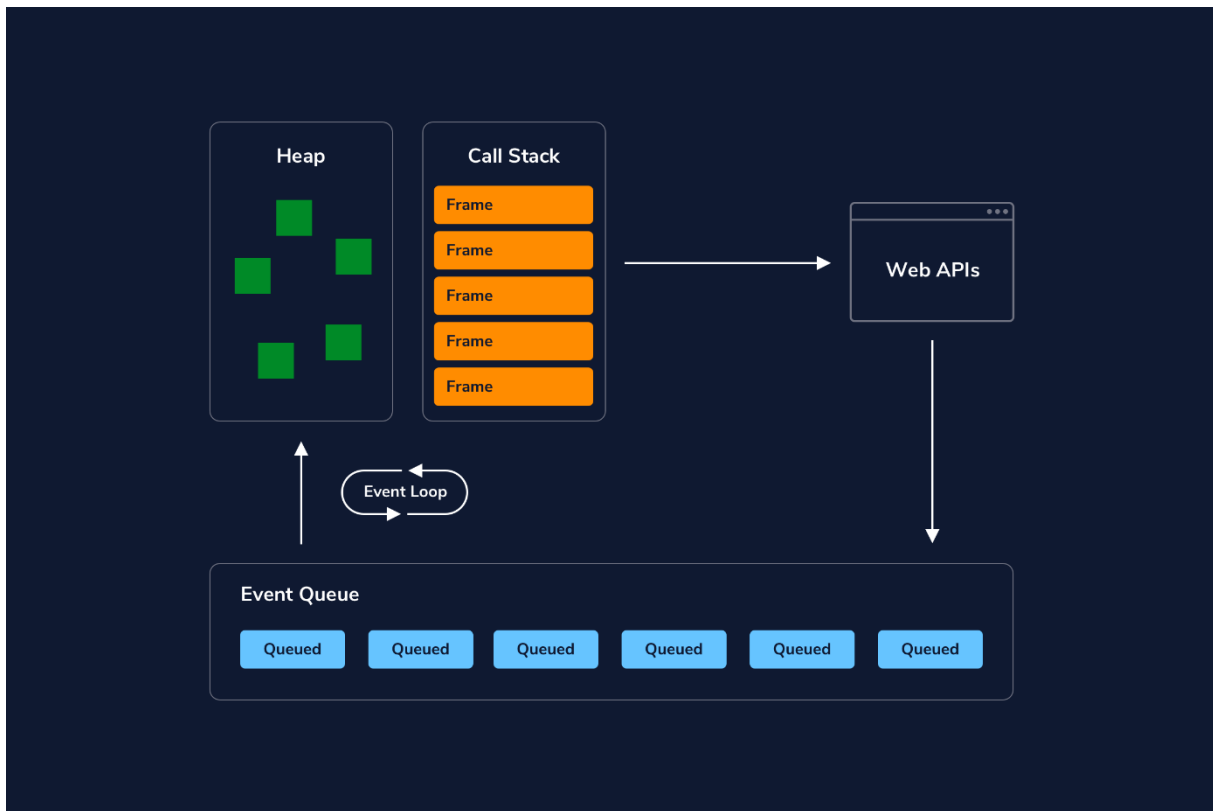 Heap
Call Stack
Frame
Frame
Frame
Frame
Frame
Web APIs
Event Loop
Event Queue
Queued Queued Queued Queued Queued Queued